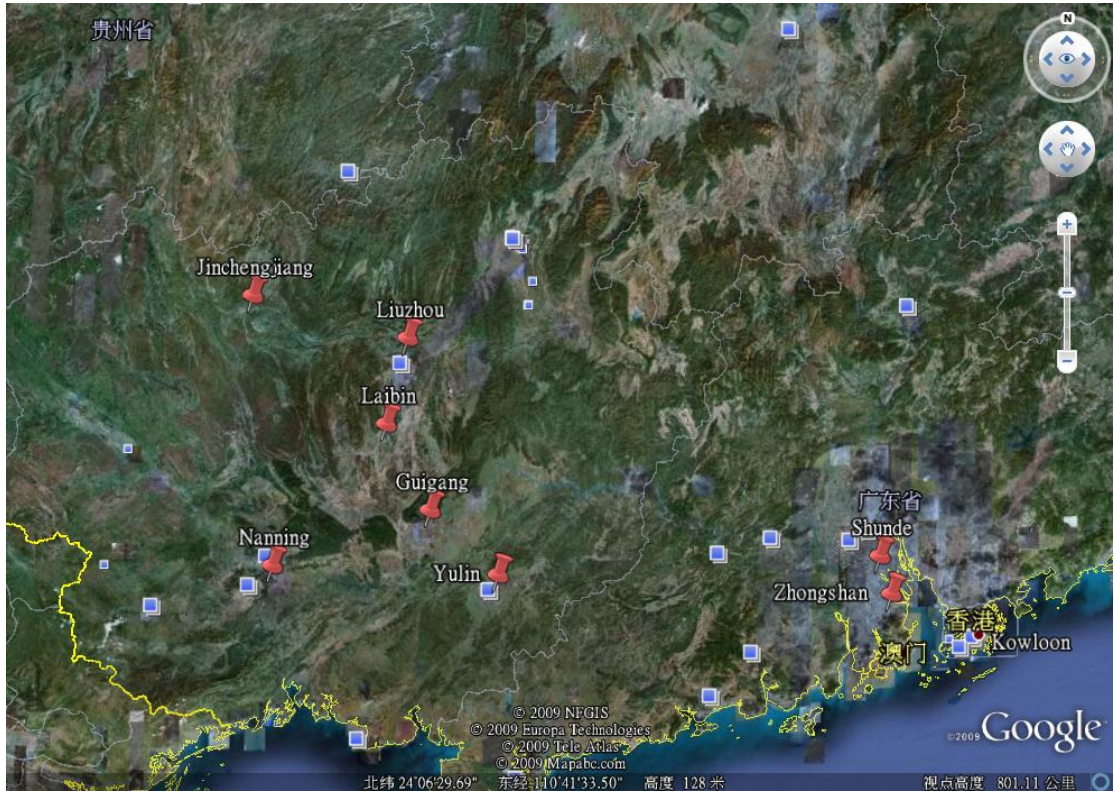 贵州省
N
Jinchengjiang
Liuzhou
Laibin
Guigang
广东省
Shunde
Nanning
Yulin
Zhongshan
香港
Kowloon
澳门
© 2009 NFGIS
© 2009 Europa Technologies
© 2009 Tele Atlas
© 2009 Mapabc.com
©2009 Google
北纬 24°06'29.69" 东经 110°41'33.50" 高度 128 米 视点高度 801.11 公里